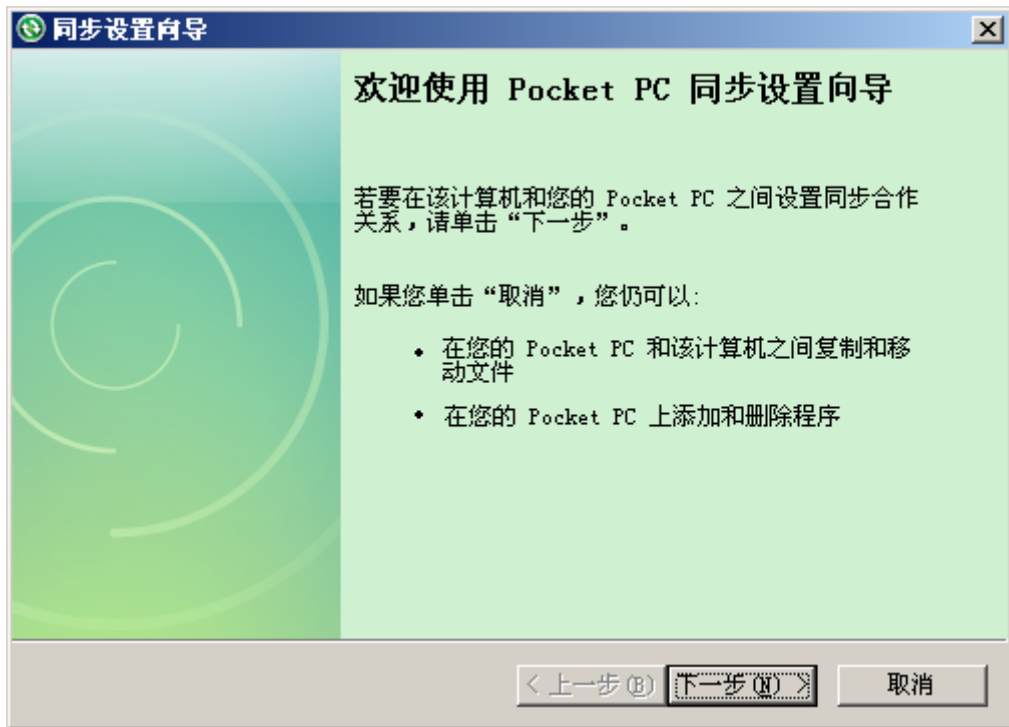 同步设置向导
欢迎使用 Pocket PC 同步设置向导
若要在该计算机和您的 Pocket PC 之间设置同步合作
关系,请单击“下一步”。
如果您单击“取消”,您仍可以:
• 在您的 Pocket PC 和该计算机之间复制和移
动文件
• 在您的 Pocket PC 上添加和删除程序
< 上一步(B) 下一步(N) > 取消